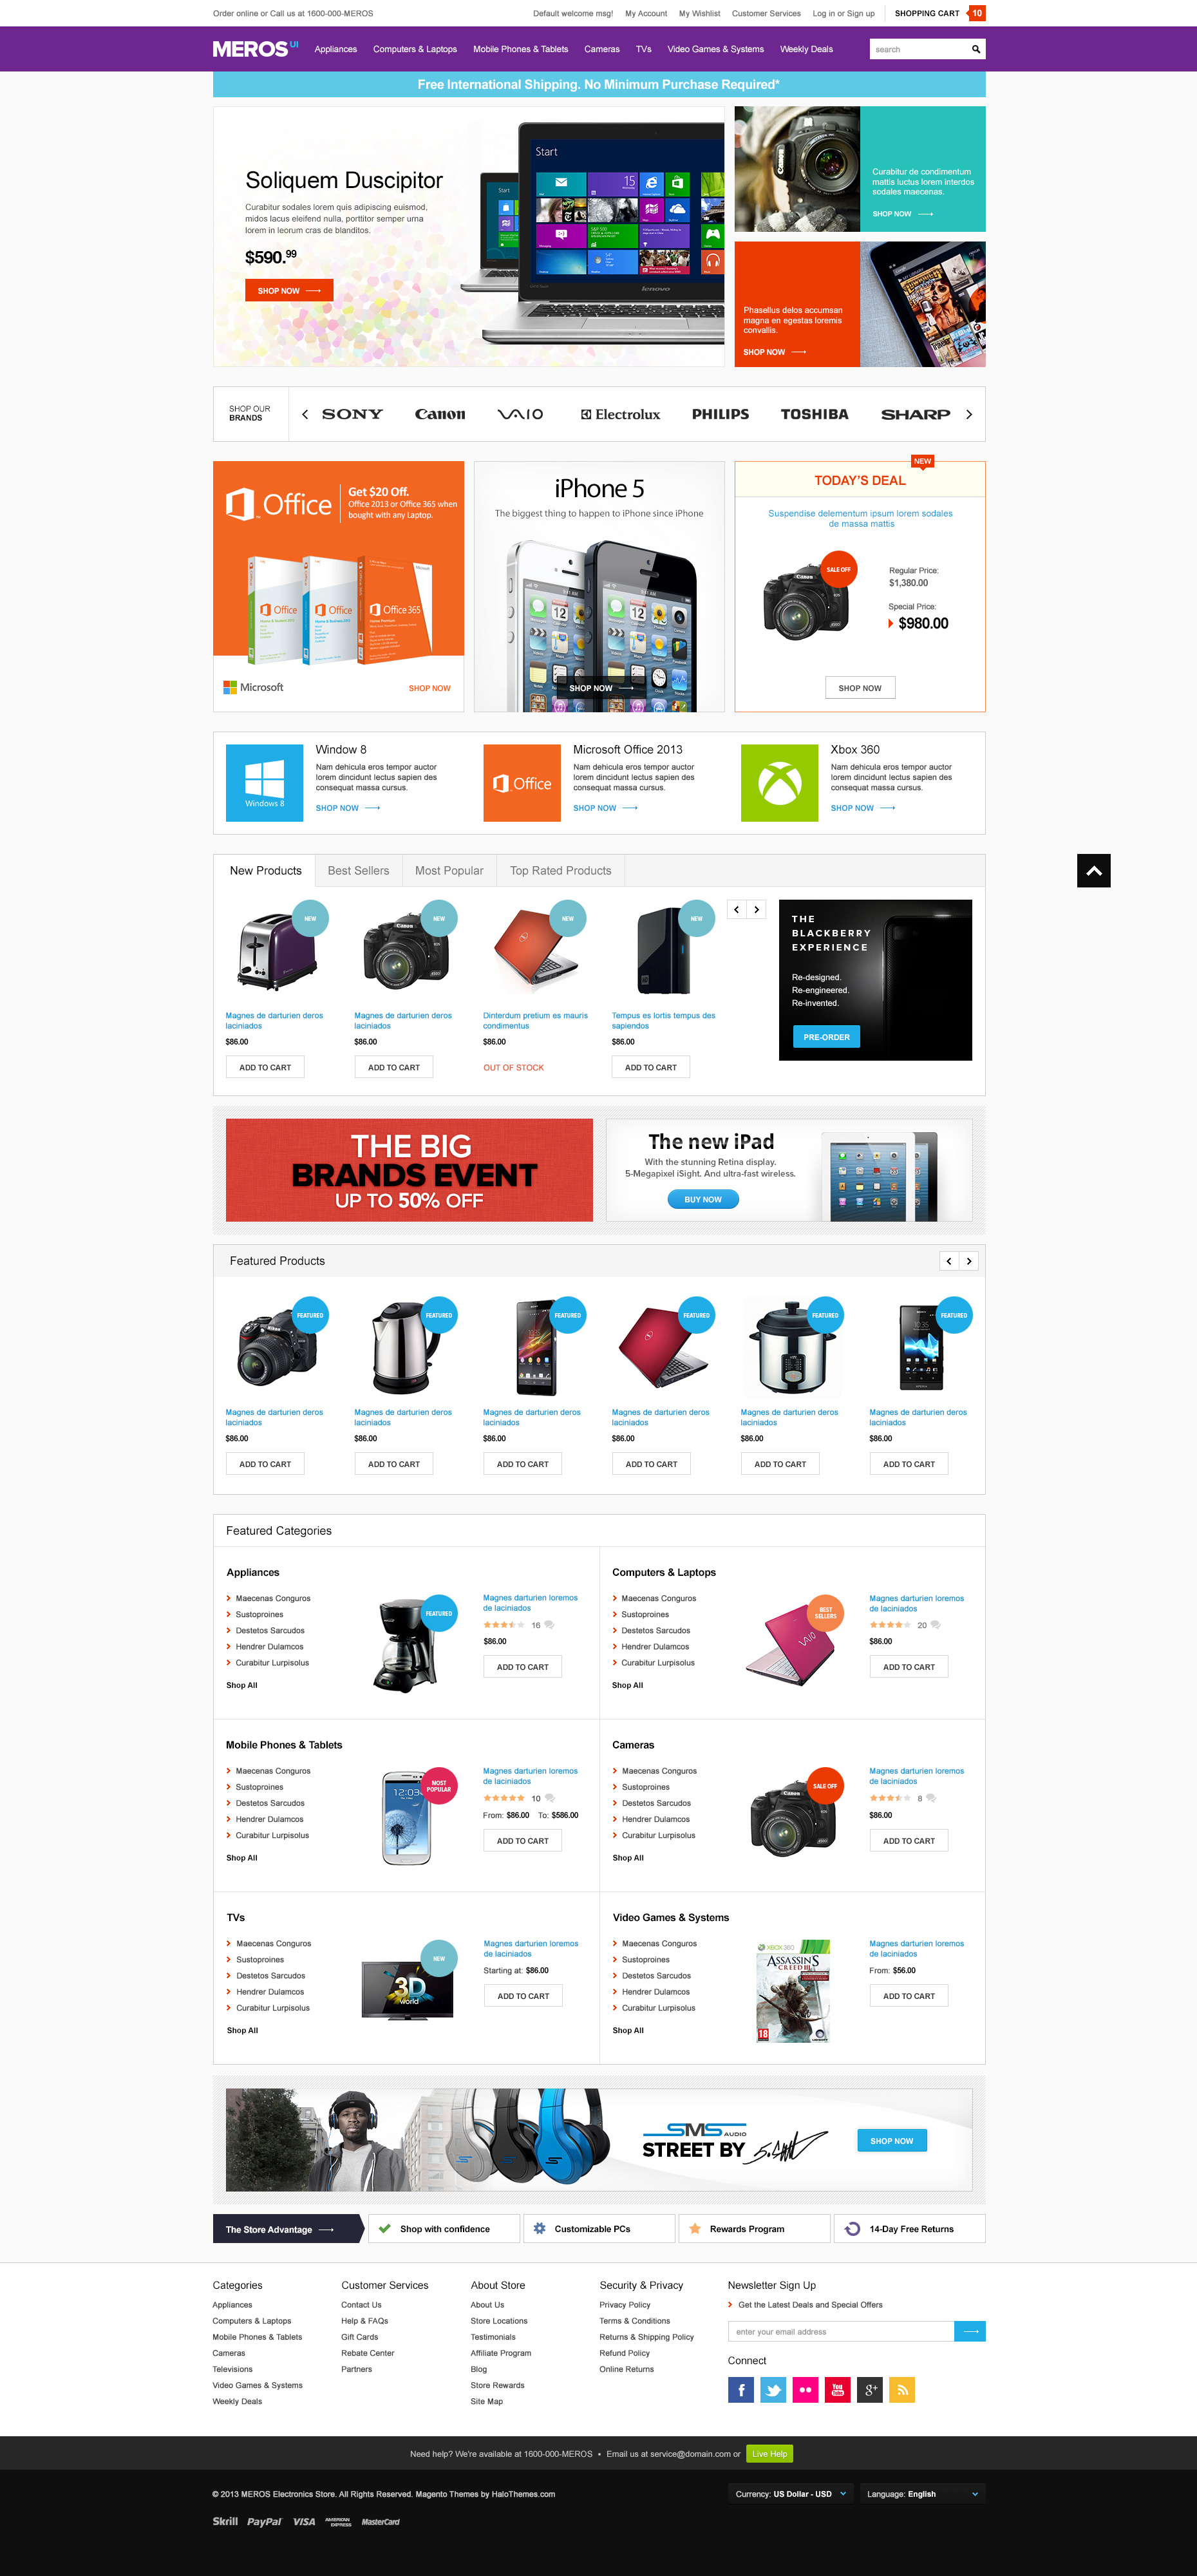 Order online or Call us at 1600-000-MEROS
Default welcome msg! My Account My Wishlist Customer Services Log in or Sign up SHOPPING CART 10
MEROS UI Appliances Computers & Laptops Mobile Phones & Tablets Cameras TVs Video Games & Systems Weekly Deals search
Free International Shipping. No Minimum Purchase Required*
Soliquem Duscipitor
Curabitur sodales lorem quis adipiscing euismod,
midos lacus eleifend nulla, porttitor semper urna
lorem in leorum cras de blanditos.
$590.99
SHOP NOW
Start
Start
15
lenovo
Canon
Curabitur de condimentum
mattis luctus lorem interdos
sodales maecenas.
SHOP NOW
Phasellus delos accumsan
magna en egestas loremis
convallis.
SHOP NOW
SHOP OUR
BRANDS
SONY Canon VAIO Electrolux PHILIPS TOSHIBA SHARP
Office
Get $20 Off.
Office 2013 or Office 365 when
bought with any Laptop.
Office Office Office 365
Microsoft
SHOP NOW
iPhone 5
The biggest thing to happen to iPhone since iPhone
SHOP NOW
NEW
TODAY'S DEAL
Suspendise delementum ipsum lorem sodales
de massa mattis
SALE OFF
Canon
Regular Price:
$1,380.00
Special Price:
$980.00
SHOP NOW
Windows 8
Window 8
Nam dehicula eros tempor auctor
lorem dincidunt lectus sapien des
consequat massa cursus.
SHOP NOW
Office
Microsoft Office 2013
Nam dehicula eros tempor auctor
lorem dincidunt lectus sapien des
consequat massa cursus.
SHOP NOW
Xbox 360
Nam dehicula eros tempor auctor
lorem dincidunt lectus sapien des
consequat massa cursus.
SHOP NOW
New Products Best Sellers Most Popular Top Rated Products
NEW NEW NEW NEW
Canon
Magnes de darturien deros
laciniados
$86.00
ADD TO CART
Magnes de darturien deros
laciniados
$86.00
ADD TO CART
Dinterdum pretium es mauris
condimentus
$86.00
OUT OF STOCK
Tempus es lortis tempus des
sapiendos
$86.00
ADD TO CART
THE
BLACKBERRY
EXPERIENCE
Re-designed.
Re-engineered.
Re-invented.
PRE-ORDER
THE BIG
BRANDS EVENT
UP TO 50% OFF
The new iPad
With the stunning Retina display.
5-Megapixel iSight. And ultra-fast wireless.
BUY NOW
Featured Products
FEATURED FEATURED FEATURED FEATURED FEATURED FEATURED
Magnes de darturien deros
laciniados
$86.00
ADD TO CART
Magnes de darturien deros
laciniados
$86.00
ADD TO CART
Magnes de darturien deros
laciniados
$86.00
ADD TO CART
Magnes de darturien deros
laciniados
$86.00
ADD TO CART
Magnes de darturien deros
laciniados
$86.00
ADD TO CART
Magnes de darturien deros
laciniados
$86.00
ADD TO CART
Featured Categories
Appliances
Maecenas Conguros
Sustoproines
Destetos Sarcudos
Hendrer Dulamcos
Curabitur Lurpisolus
Shop All
FEATURED
Magnes darturien loremos
de laciniados
16
$86.00
ADD TO CART
Computers & Laptops
Maecenas Conguros
Sustoproines
Destetos Sarcudos
Hendrer Dulamcos
Curabitur Lurpisolus
Shop All
BEST
SELLERS
VAIO
Magnes darturien loremos
de laciniados
20
$86.00
ADD TO CART
Mobile Phones & Tablets
Maecenas Conguros
Sustoproines
Destetos Sarcudos
Hendrer Dulamcos
Curabitur Lurpisolus
Shop All
MOST
POPULAR
12:03
Magnes darturien loremos
de laciniados
10
From: $86.00 To: $586.00
ADD TO CART
Cameras
Maecenas Conguros
Sustoproines
Destetos Sarcudos
Hendrer Dulamcos
Curabitur Lurpisolus
Shop All
SALE OFF
Canon
Magnes darturien loremos
de laciniados
8
$86.00
ADD TO CART
TVs
Maecenas Conguros
Sustoproines
Destetos Sarcudos
Hendrer Dulamcos
Curabitur Lurpisolus
Shop All
NEW
3D
world
Magnes darturien loremos
de laciniados
Starting at: $86.00
ADD TO CART
Video Games & Systems
Maecenas Conguros
Sustoproines
Destetos Sarcudos
Hendrer Dulamcos
Curabitur Lurpisolus
Shop All
XBOX 360
ASSASSIN'S
CREED III
18
Magnes darturien loremos
de laciniados
From: $56.00
ADD TO CART
SMS AUDIO
STREET BY
SHOP NOW
The Store Advantage Shop with confidence Customizable PCs Rewards Program 14-Day Free Returns
Categories
Appliances
Computers & Laptops
Mobile Phones & Tablets
Cameras
Televisions
Video Games & Systems
Weekly Deals
Customer Services
Contact Us
Help & FAQs
Gift Cards
Rebate Center
Partners
About Store
About Us
Store Locations
Testimonials
Affiliate Program
Blog
Store Rewards
Site Map
Security & Privacy
Privacy Policy
Terms & Conditions
Returns & Shipping Policy
Refund Policy
Online Returns
Newsletter Sign Up
Get the Latest Deals and Special Offers
enter your email address
Connect
f You Tube g+
Need help? We're available at 1600-000-MEROS • Email us at service@domain.com or Live Help
© 2013 MEROS Electronics Store. All Rights Reserved. Magento Themes by HaloThemes.com
Currency: US Dollar - USD Language: English
Skrill PayPal VISA AMERICAN EXPRESS MasterCard